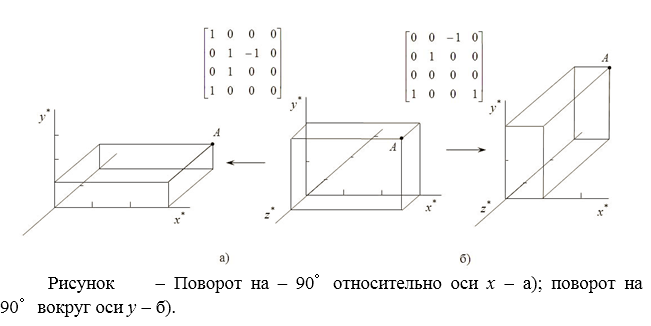 1 0 0 0 0 0 -1 0
0 1 -1 0 0 1 0 0
0 1 0 0 0 0 0 0
1 0 0 0 1 0 0 1
A
y* y* y*
A A
x* z* x* z* x*
а) б)
Рисунок – Поворот на – 90° относительно оси x – а); поворот на
90° вокруг оси y – б).